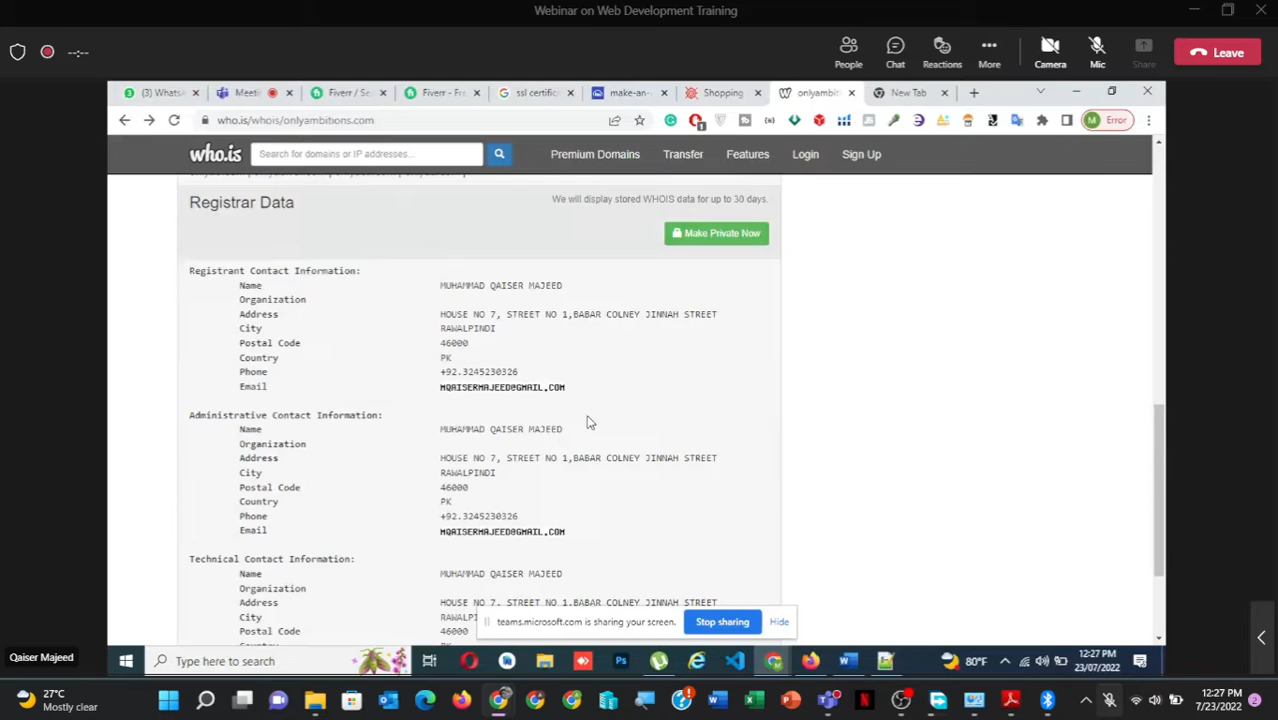 Webinar on Web Development Training
--:--
People Chat Reactions More Camera Mic Share Leave
(3) WhatsA Meeti Fiverr / Se Fiverr - Fre ssl certific make-an- Shopping onlyambiti New Tab
who.is/whois/onlyambitions.com
M Error
who.is Search for domains or IP addresses... Premium Domains Transfer Features Login Sign Up
Registrar Data We will display stored WHOIS data for up to 30 days.
Make Private Now
Registrant Contact Information:
Name MUHAMMAD QAISER MAJEED
Organization
Address HOUSE NO 7, STREET NO 1,BABAR COLNEY JINNAH STREET
City RAWALPINDI
Postal Code 46000
Country PK
Phone +92.3245230326
Email MQAISERMAJEED@GMAIL.COM
Administrative Contact Information:
Name MUHAMMAD QAISER MAJEED
Organization
Address HOUSE NO 7, STREET NO 1,BABAR COLNEY JINNAH STREET
City RAWALPINDI
Postal Code 46000
Country PK
Phone +92.3245230326
Email MQAISERMAJEED@GMAIL.COM
Technical Contact Information:
Name MUHAMMAD QAISER MAJEED
Organization
Address HOUSE NO 7, STREET NO 1,BABAR COLNEY JINNAH STREET
City RAWALPI
Postal Code 46000
teams.microsoft.com is sharing your screen. Stop sharing Hide
Qaiser Majeed
Type here to search
80°F
12:27 PM
23/07/2022
27°C
Mostly clear
12:27 PM
7/23/2022
2